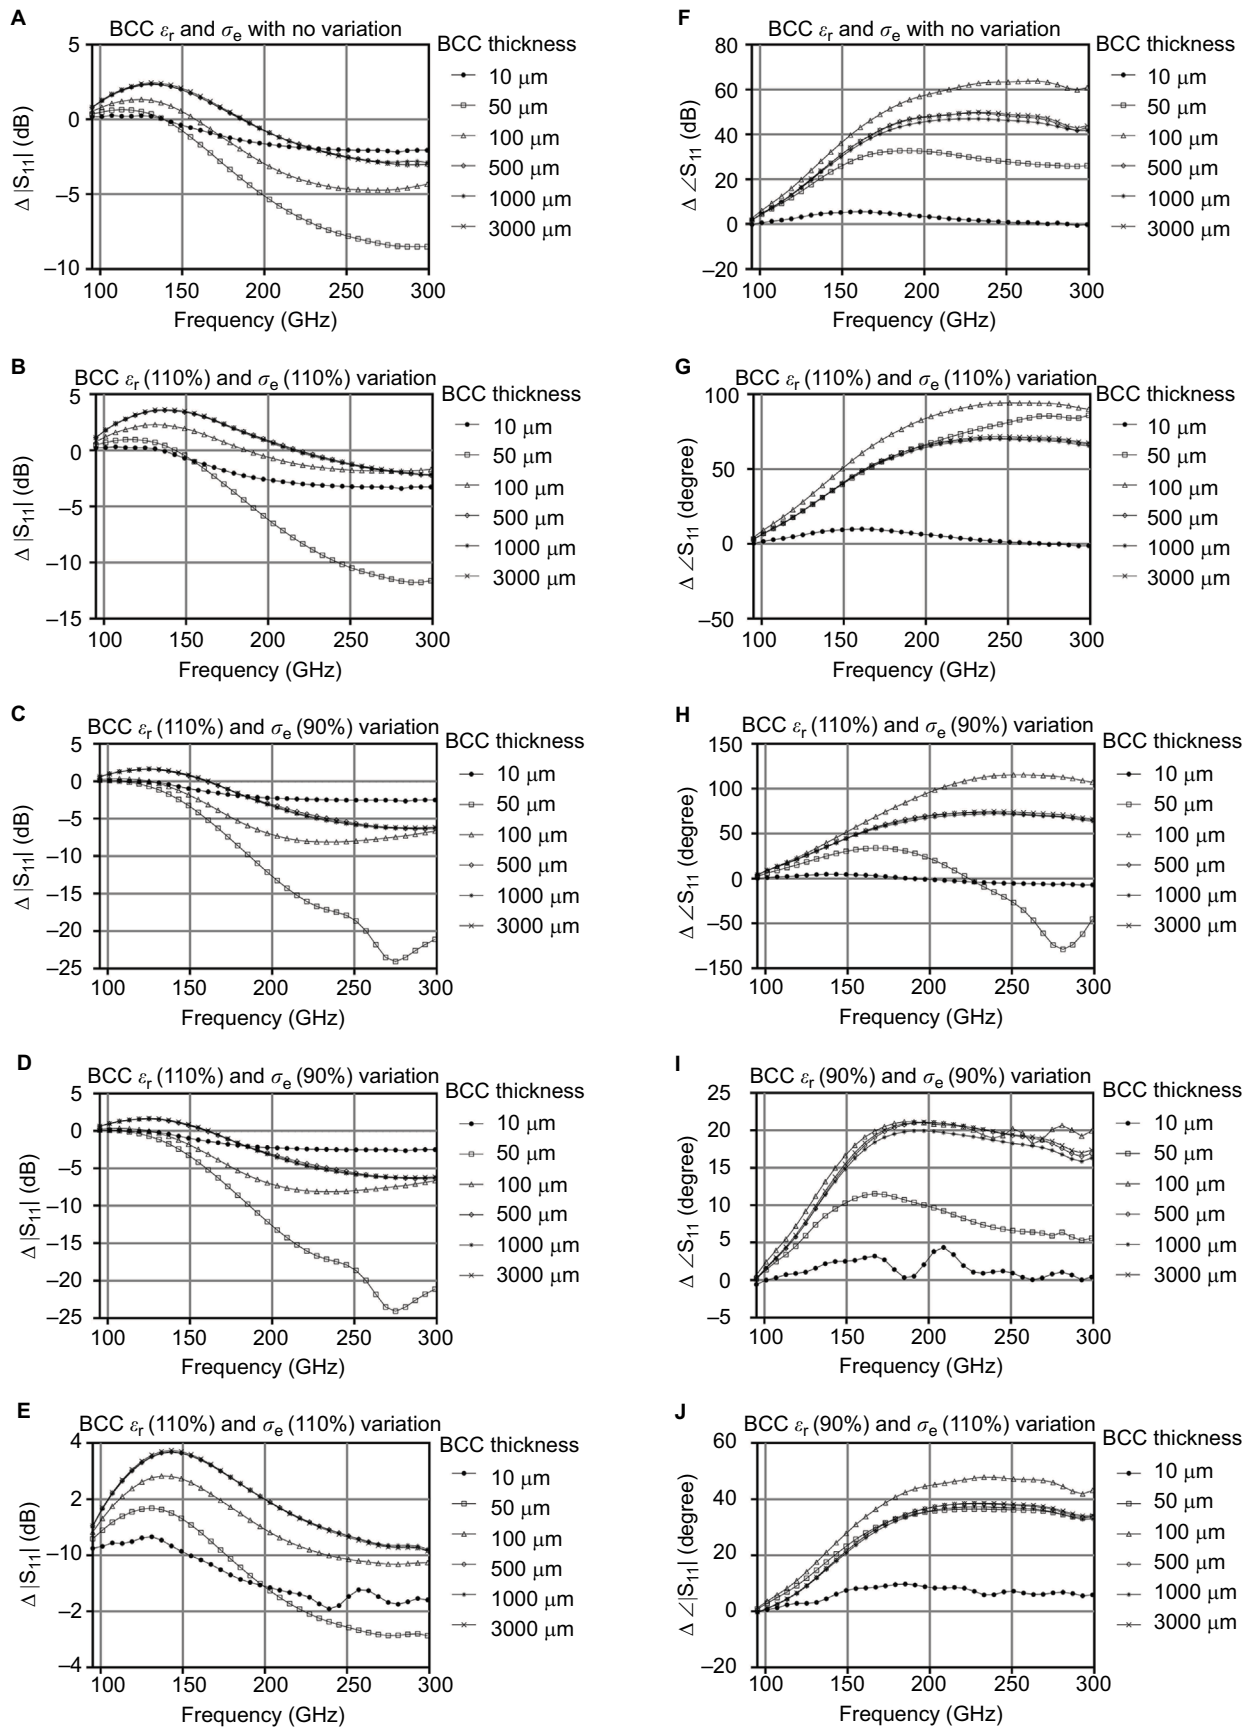 A
BCC εr and σe with no variation
Δ |S11| (dB)
5
0
–5
–10
100 150 200 250 300
Frequency (GHz)
BCC thickness
10 μm
50 μm
100 μm
500 μm
1000 μm
3000 μm
F
BCC εr and σe with no variation
Δ ∠S11 (dB)
80
60
40
20
0
–20
100 150 200 250 300
Frequency (GHz)
BCC thickness
10 μm
50 μm
100 μm
500 μm
1000 μm
3000 μm
B
BCC εr (110%) and σe (110%) variation
Δ |S11| (dB)
5
0
–5
–10
–15
100 150 200 250 300
Frequency (GHz)
BCC thickness
10 μm
50 μm
100 μm
500 μm
1000 μm
3000 μm
G
BCC εr (110%) and σe (110%) variation
Δ ∠S11 (degree)
100
50
0
–50
100 150 200 250 300
Frequency (GHz)
BCC thickness
10 μm
50 μm
100 μm
500 μm
1000 μm
3000 μm
C
BCC εr (110%) and σe (90%) variation
Δ |S11| (dB)
5
0
–5
–10
–15
–20
–25
100 150 200 250 300
Frequency (GHz)
BCC thickness
10 μm
50 μm
100 μm
500 μm
1000 μm
3000 μm
H
BCC εr (110%) and σe (90%) variation
Δ ∠S11 (degree)
150
100
50
0
–50
–150
100 150 200 250 300
Frequency (GHz)
BCC thickness
10 μm
50 μm
100 μm
500 μm
1000 μm
3000 μm
D
BCC εr (110%) and σe (90%) variation
Δ |S11| (dB)
5
0
–5
–10
–15
–20
–25
100 150 200 250 300
Frequency (GHz)
BCC thickness
10 μm
50 μm
100 μm
500 μm
1000 μm
3000 μm
I
BCC εr (90%) and σe (90%) variation
Δ ∠S11 (degree)
25
20
15
10
5
0
–5
100 150 200 250 300
Frequency (GHz)
BCC thickness
10 μm
50 μm
100 μm
500 μm
1000 μm
3000 μm
E
BCC εr (110%) and σe (110%) variation
Δ |S11| (dB)
4
2
–10
–2
–4
100 150 200 250 300
Frequency (GHz)
BCC thickness
10 μm
50 μm
100 μm
500 μm
1000 μm
3000 μm
J
BCC εr (90%) and σe (110%) variation
Δ ∠|S11| (degree)
60
40
20
0
–20
100 150 200 250 300
Frequency (GHz)
BCC thickness
10 μm
50 μm
100 μm
500 μm
1000 μm
3000 μm